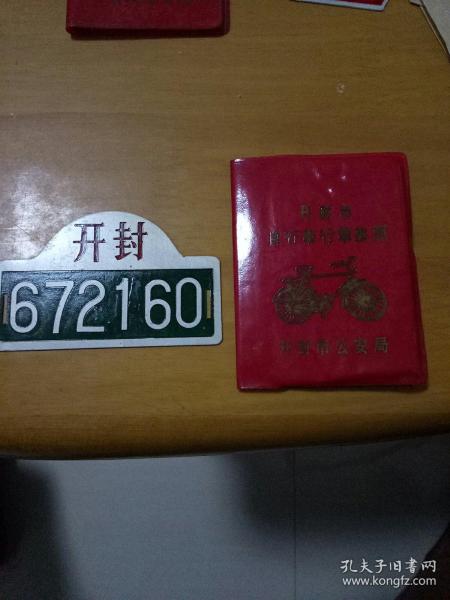 开封
672160
开封市
自行车行车执照
开封市公安局
孔夫子旧书网
www.kongfz.com